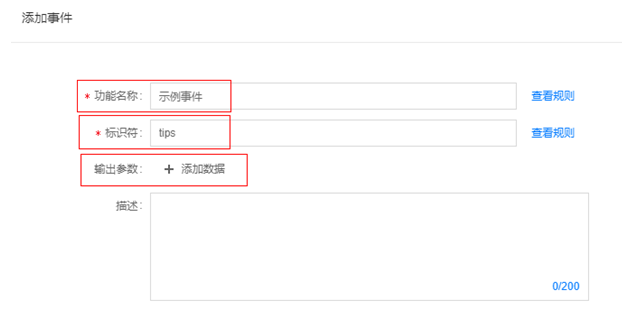 添加事件
* 功能名称: 示例事件 查看规则
* 标识符: tips 查看规则
输出参数: + 添加数据
描述:
0/200